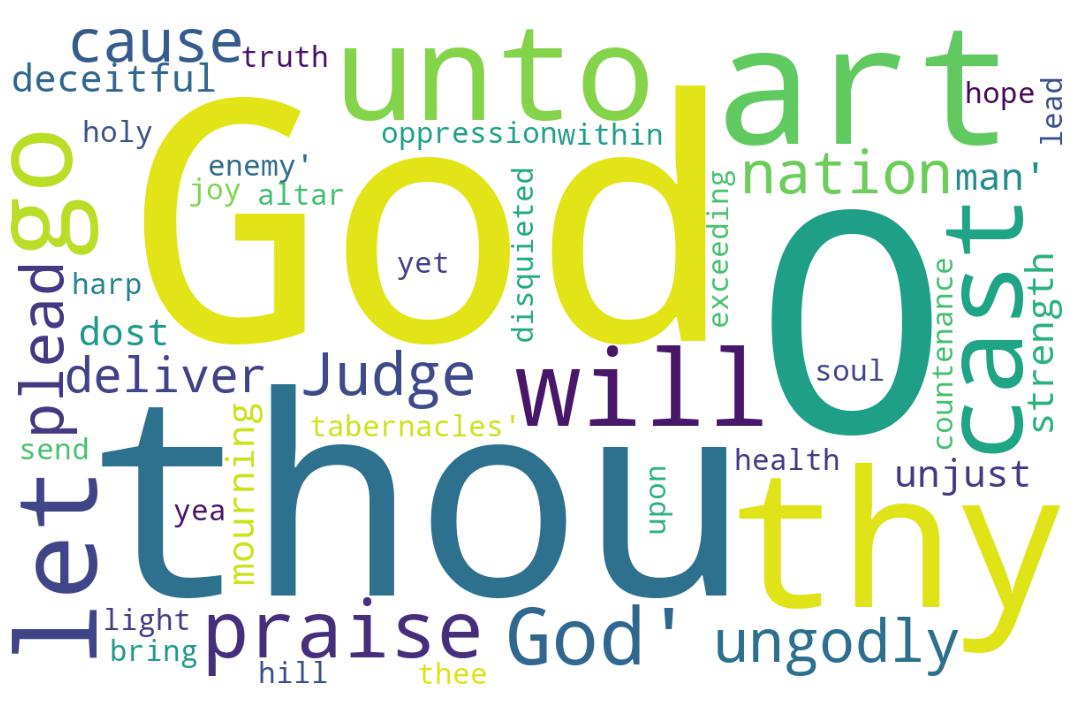 cause
truth
unto
art
deceitful
hope
lead
God
holy
oppression
within
go
enemy'
joy
altar
nation
man'
disquieted
exceeding
O
cast
yet
harp
plead
dost
countenance
strength
deliver
Judge
will
soul
thou
mourning
tabernacles'
send
health
unjust
let
yea
upon
thy
light
bring
praise
God'
ungodly
hill
thee